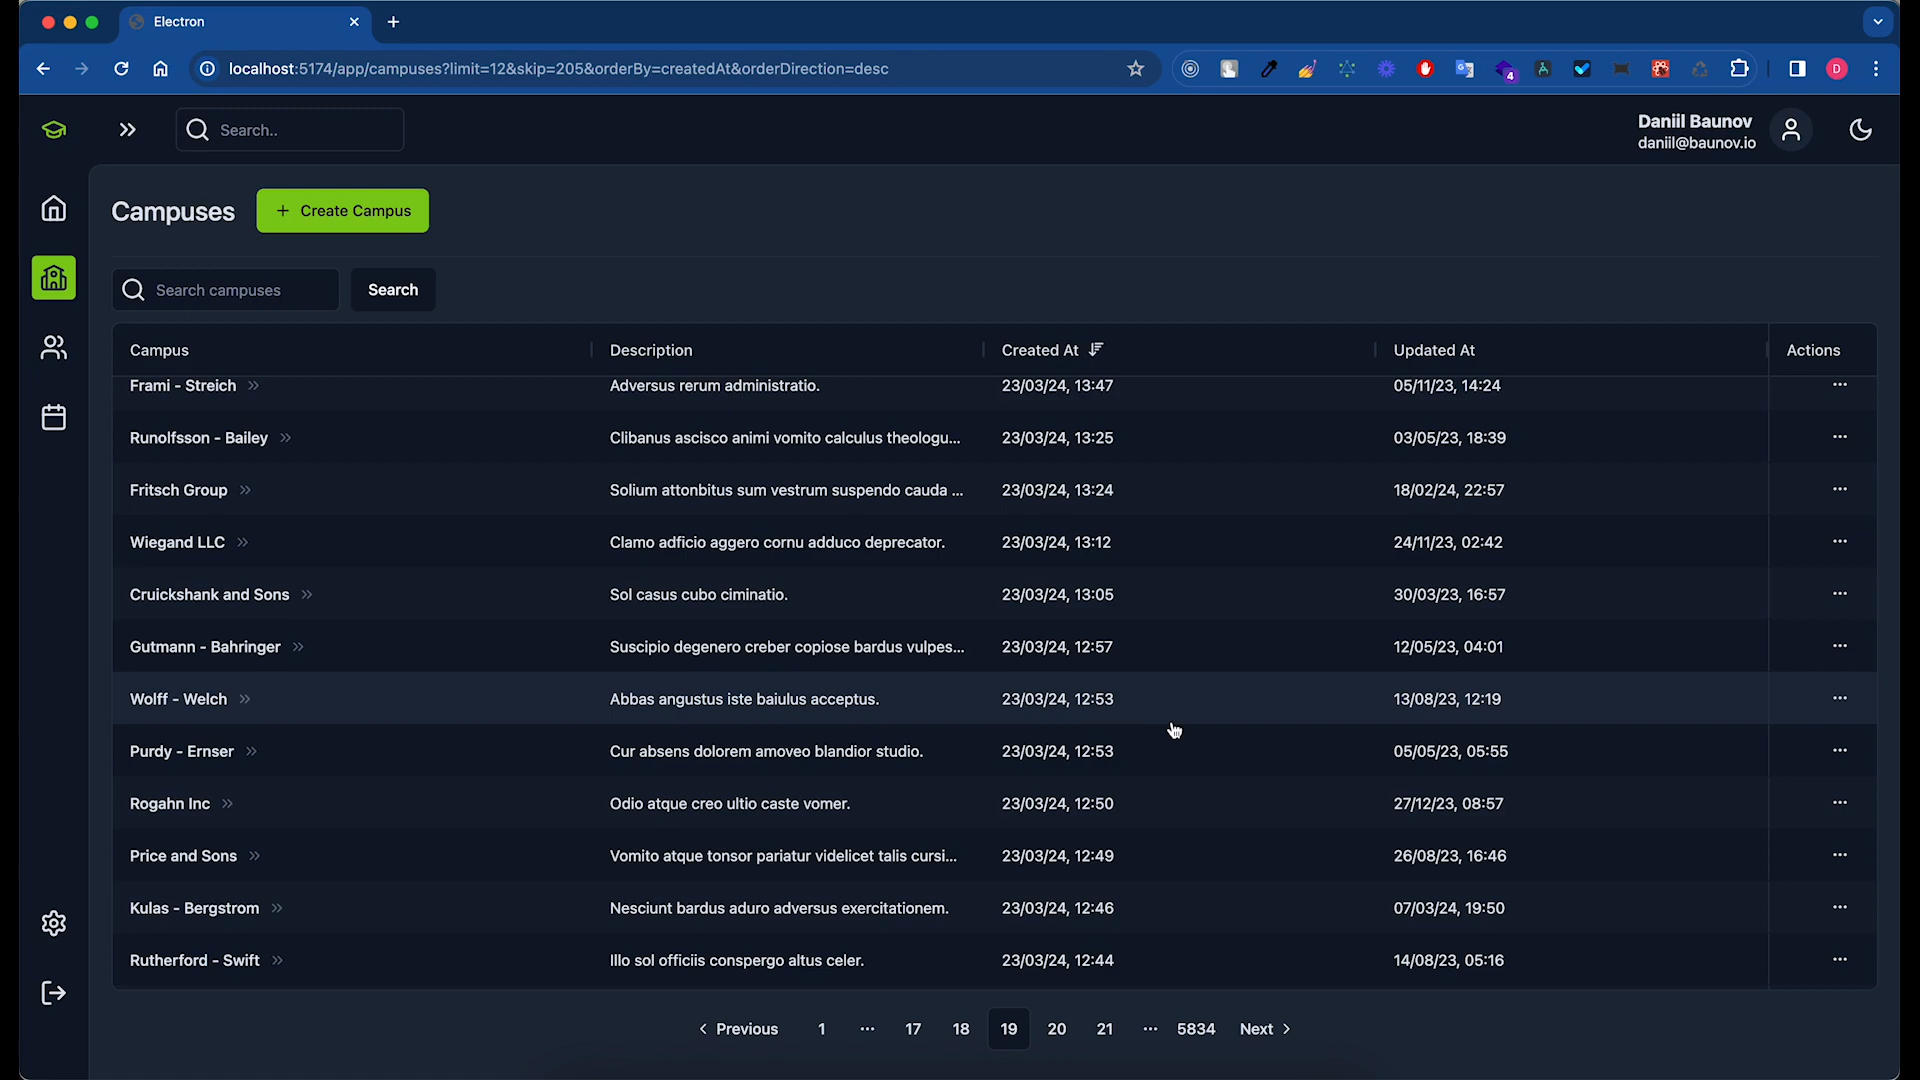 Electron
localhost:5174/app/campuses?limit=12&skip=205&orderBy=createdAt&orderDirection=desc
4
D
Search..
Daniil Baunov
daniil@baunov.io
Campuses
+ Create Campus
Search campuses
Search
Campus Description Created At Updated At Actions
Frami - Streich » Adversus rerum administratio. 23/03/24, 13:47 05/11/23, 14:24 ...
Runolfsson - Bailey » Clibanus ascisco animi vomito calculus theologu... 23/03/24, 13:25 03/05/23, 18:39 ...
Fritsch Group » Solium attonbitus sum vestrum suspendo cauda ... 23/03/24, 13:24 18/02/24, 22:57 ...
Wiegand LLC » Clamo adficio aggero cornu adduco deprecator. 23/03/24, 13:12 24/11/23, 02:42 ...
Cruickshank and Sons » Sol casus cubo ciminatio. 23/03/24, 13:05 30/03/23, 16:57 ...
Gutmann - Bahringer » Suscipio degenero creber copiose bardus vulpes... 23/03/24, 12:57 12/05/23, 04:01 ...
Wolff - Welch » Abbas angustus iste baiulus acceptus. 23/03/24, 12:53 13/08/23, 12:19 ...
Purdy - Ernser » Cur absens dolorem amoveo blandior studio. 23/03/24, 12:53 05/05/23, 05:55 ...
Rogahn Inc » Odio atque creo ultio caste vomer. 23/03/24, 12:50 27/12/23, 08:57 ...
Price and Sons » Vomito atque tonsor pariatur videlicet talis cursi... 23/03/24, 12:49 26/08/23, 16:46 ...
Kulas - Bergstrom » Nesciunt bardus aduro adversus exercitationem. 23/03/24, 12:46 07/03/24, 19:50 ...
Rutherford - Swift » Illo sol officiis conspergo altus celer. 23/03/24, 12:44 14/08/23, 05:16 ...
< Previous 1 ... 17 18 19 20 21 ... 5834 Next >